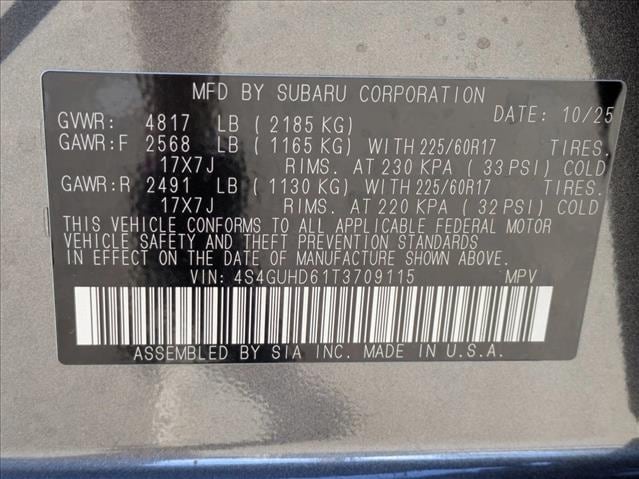 MFD BY SUBARU CORPORATION
DATE: 10/25
GVWR: 4817 LB ( 2185 KG)
GAWR:F 2568 LB ( 1165 KG) WITH 225/60R17 TIRES.
17X7J RIMS. AT 230 KPA ( 33 PSI) COLD
GAWR:R 2491 LB ( 1130 KG) WITH 225/60R17 TIRES.
17X7J RIMS. AT 220 KPA ( 32 PSI) COLD
THIS VEHICLE CONFORMS TO ALL APPLICABLE FEDERAL MOTOR
VEHICLE SAFETY AND THEFT PREVENTION STANDARDS
IN EFFECT ON THE DATE OF MANUFACTURE SHOWN ABOVE.
VIN: 4S4GUHD61T3709115 MPV
ASSEMBLED BY SIA INC. MADE IN U.S.A.